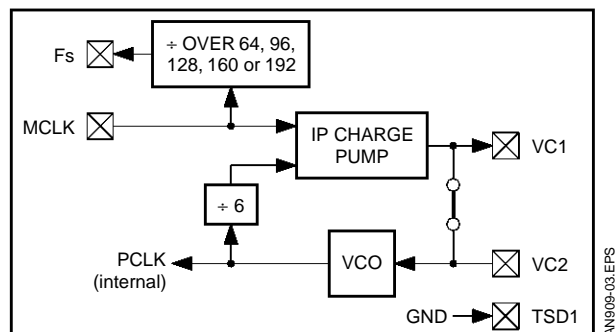 Fs
÷ OVER 64, 96,
128, 160 or 192
MCLK
IP CHARGE
PUMP
VC1
÷ 6
PCLK
(internal)
VCO
VC2
GND
TSD1
AN909-03.EPS